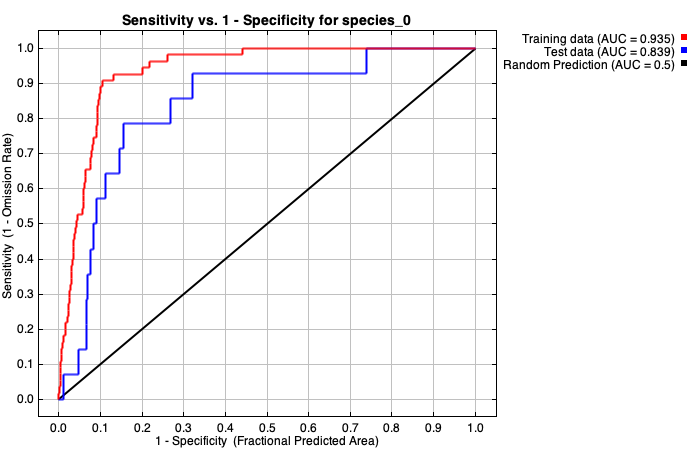 Sensitivity vs. 1 - Specificity for species_0
Training data (AUC = 0.935)
Test data (AUC = 0.839)
Random Prediction (AUC = 0.5)
Sensitivity (1 - Omission Rate)
1.0
0.9
0.8
0.7
0.6
0.5
0.4
0.3
0.2
0.1
0.0
0.0 0.1 0.2 0.3 0.4 0.5 0.6 0.7 0.8 0.9 1.0
1 - Specificity (Fractional Predicted Area)